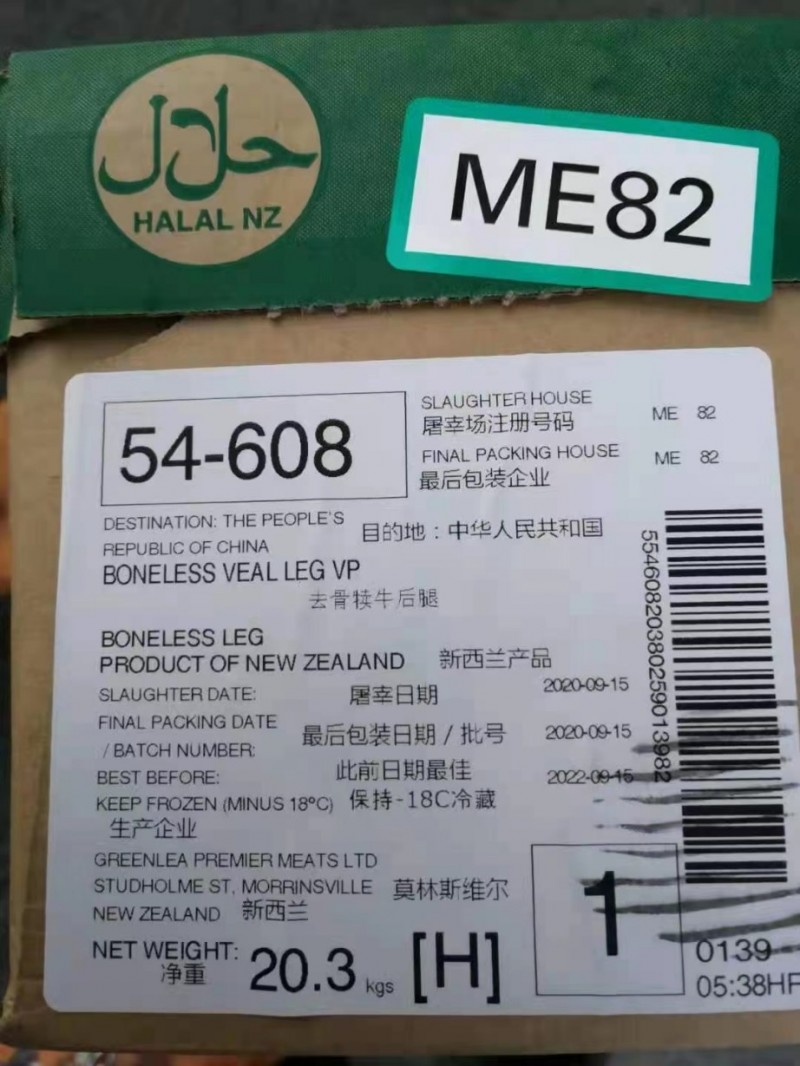 حلال
HALAL NZ
ME82
54-608
SLAUGHTER HOUSE
屠宰场注册号码
ME 82
FINAL PACKING HOUSE
最后包装企业
ME 82
DESTINATION: THE PEOPLE'S
REPUBLIC OF CHINA
目的地：中华人民共和国
BONELESS VEAL LEG VP
去骨犊牛后腿
BONELESS LEG
PRODUCT OF NEW ZEALAND 新西兰产品
SLAUGHTER DATE: 屠宰日期 2020-09-15
FINAL PACKING DATE
/ BATCH NUMBER: 最后包装日期 / 批号 2020-09-15
BEST BEFORE: 此前日期最佳 2022-09-15
KEEP FROZEN (MINUS 18ºC) 保持-18C冷藏
生产企业
GREENLEA PREMIER MEATS LTD
STUDHOLME ST, MORRINSVILLE 莫林斯维尔
NEW ZEALAND 新西兰
NET WEIGHT: 20.3 kgs
净重
[H]
1
55460820380259013982
0139
05:38HF